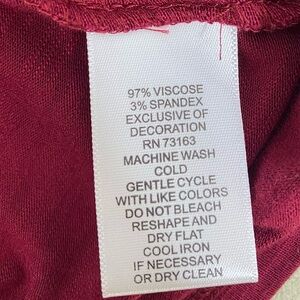 97% VISCOSE
3% SPANDEX
EXCLUSIVE OF
DECORATION
RN 73163
MACHINE WASH
COLD
GENTLE CYCLE
WITH LIKE COLORS
DO NOT BLEACH
RESHAPE AND
DRY FLAT
COOL IRON
IF NECESSARY
OR DRY CLEAN